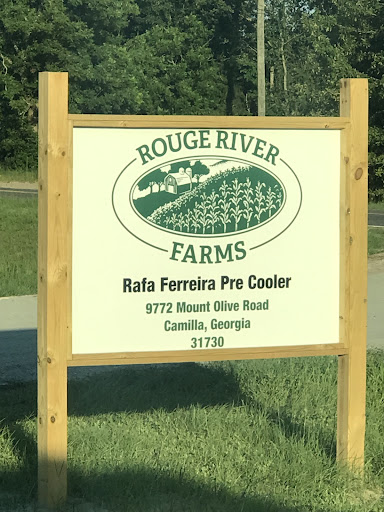 ROUGE RIVER
FARMS
Rafa Ferreira Pre Cooler
9772 Mount Olive Road
Camilla, Georgia
31730